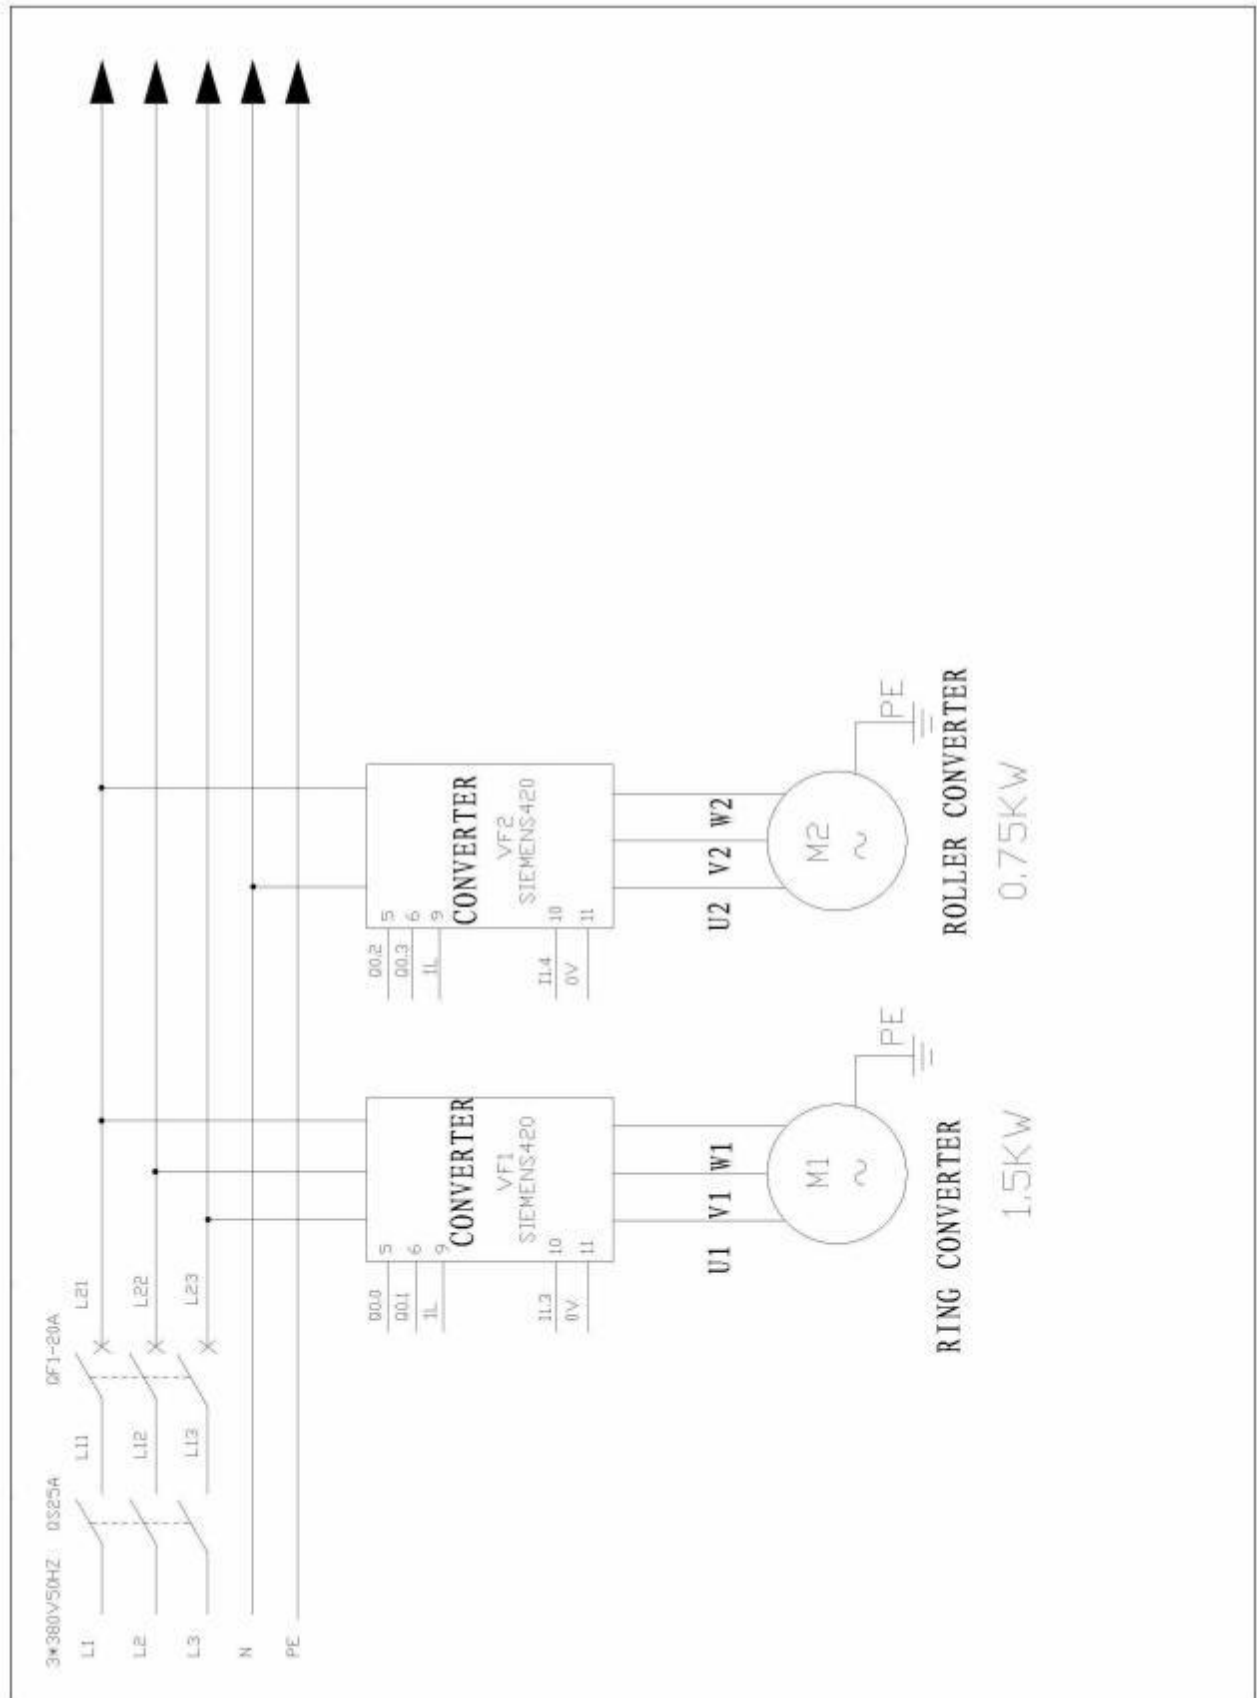 3*380V50HZ QS25A QF1-20A
L1 L11 L21
L2 L12 L22
L3 L13 L23
N
PE
Q0.0 5
Q0.1 6
1L 9
CONVERTER
VF1
SIEMENS420
I1.3 10
0V 11
U1 V1 W1
M1
~
PE
RING CONVERTER
1.5KW
Q0.2 5
Q0.3 6
1L 9
CONVERTER
VF2
SIEMENS420
I1.4 10
0V 11
U2 V2 W2
M2
~
PE
ROLLER CONVERTER
0.75KW